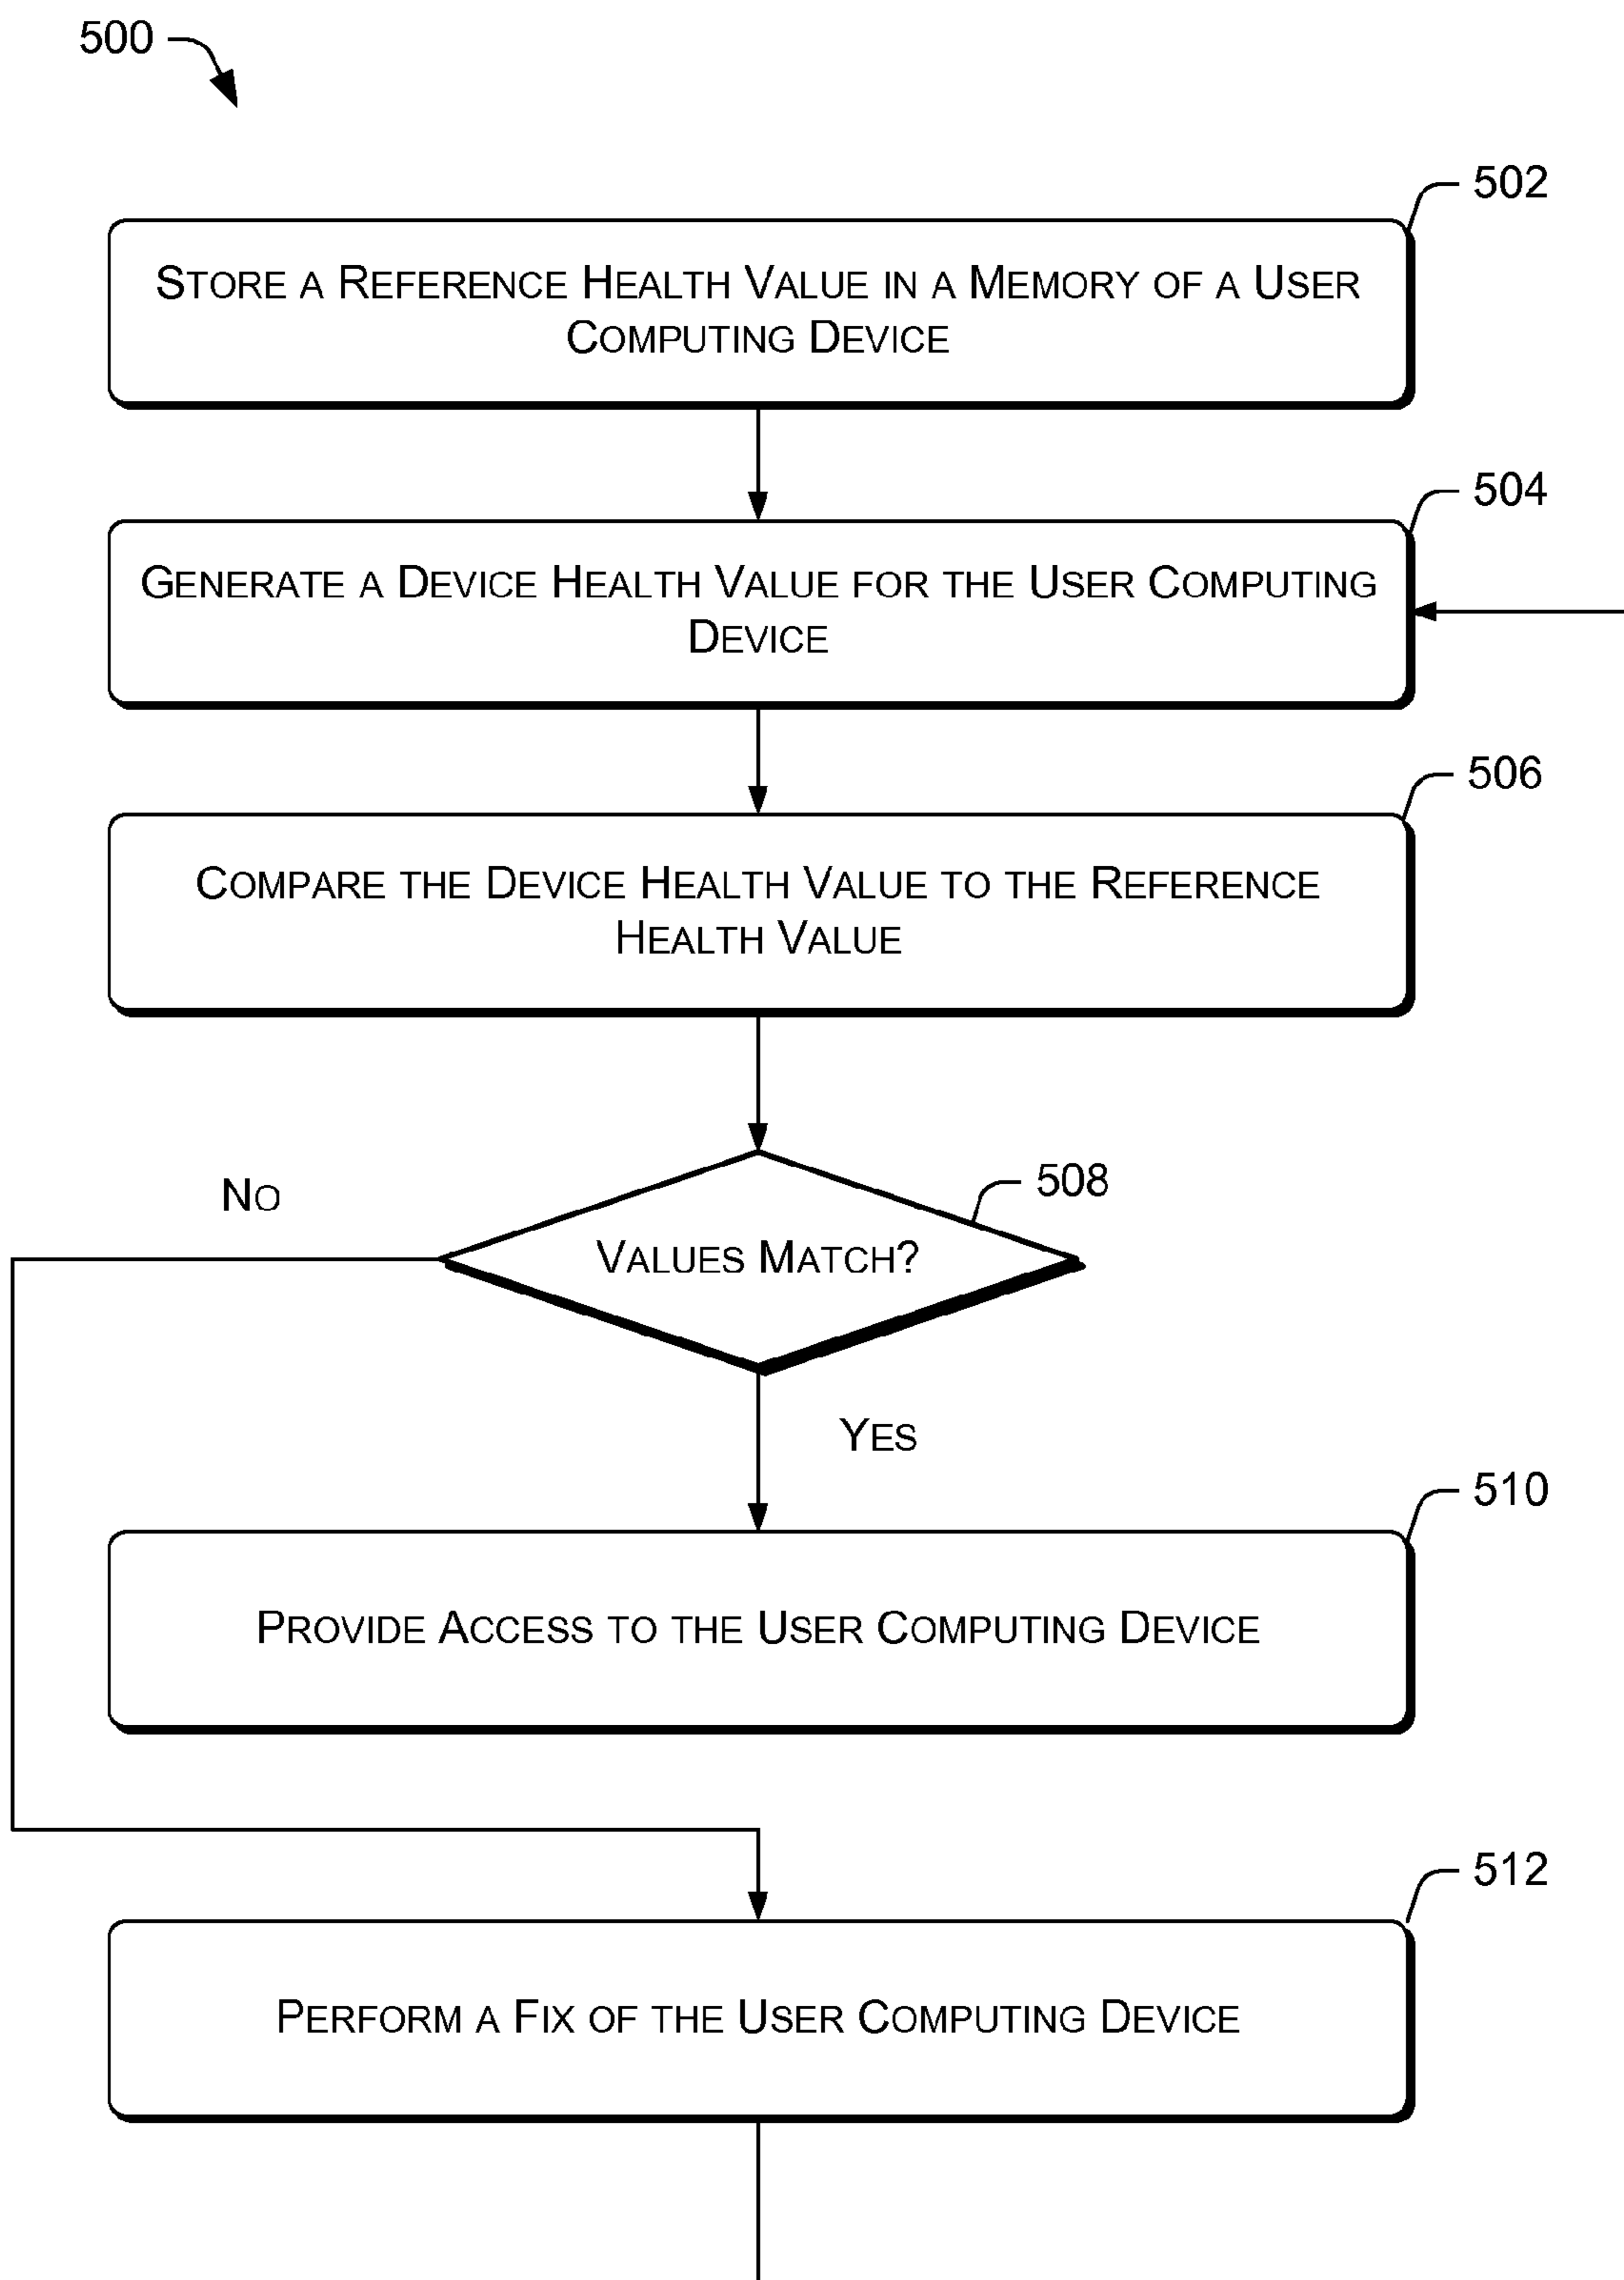 500
502
STORE A REFERENCE HEALTH VALUE IN A MEMORY OF A USER
COMPUTING DEVICE
504
GENERATE A DEVICE HEALTH VALUE FOR THE USER COMPUTING
DEVICE
506
COMPARE THE DEVICE HEALTH VALUE TO THE REFERENCE
HEALTH VALUE
508
NO
VALUES MATCH?
YES
510
PROVIDE ACCESS TO THE USER COMPUTING DEVICE
512
PERFORM A FIX OF THE USER COMPUTING DEVICE